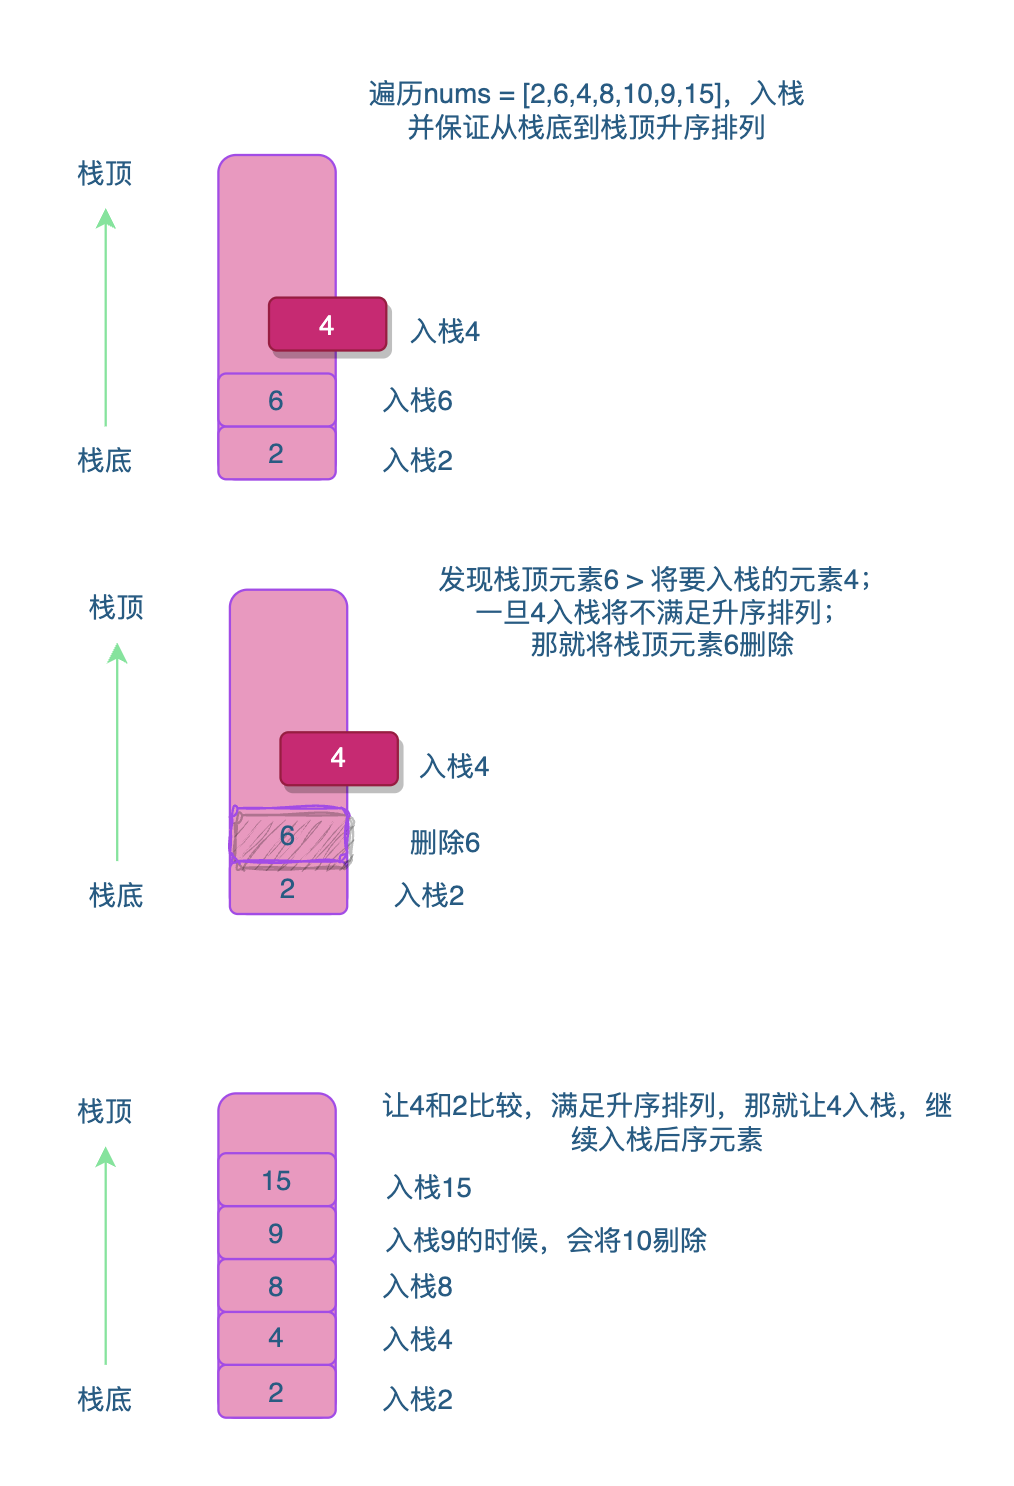 遍历nums = [2,6,4,8,10,9,15]，入栈
并保证从栈底到栈顶升序排列
栈顶
4
入栈4
6
入栈6
2
入栈2
栈底
发现栈顶元素6 > 将要入栈的元素4；
一旦4入栈将不满足升序排列；
那就将栈顶元素6删除
栈顶
4
入栈4
6
删除6
2
入栈2
栈底
让4和2比较，满足升序排列，那就让4入栈，继
续入栈后序元素
栈顶
15
入栈15
9
入栈9的时候，会将10剔除
8
入栈8
4
入栈4
2
入栈2
栈底